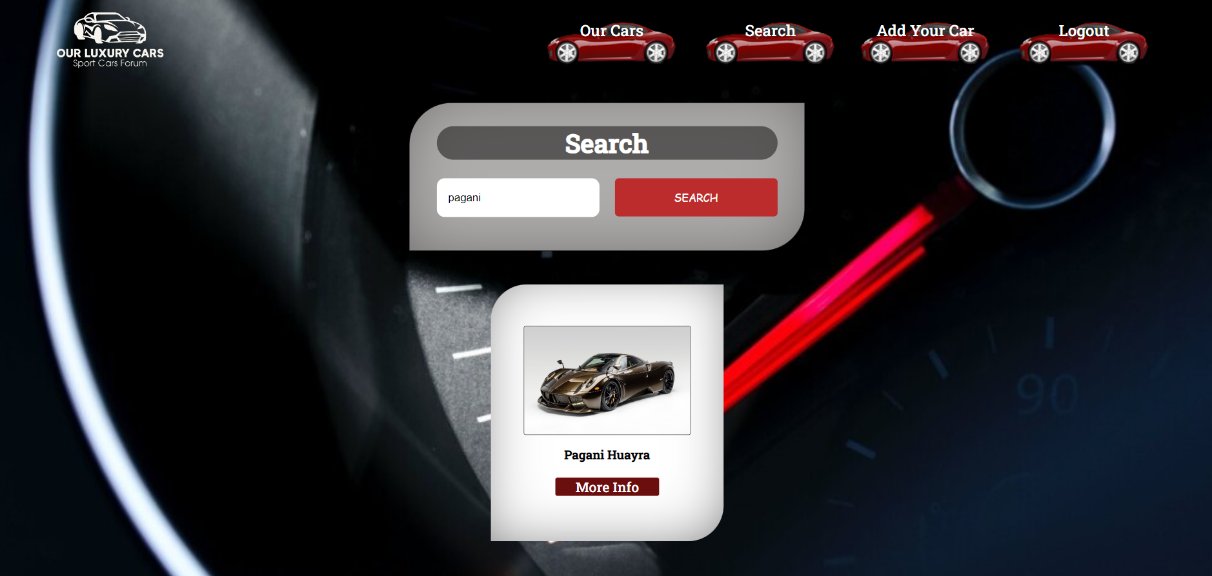 OUR LUXURY CARS
Sport Cars Forum
Our Cars
Search
Add Your Car
Logout
Search
pagani
SEARCH
90
Pagani Huayra
More Info